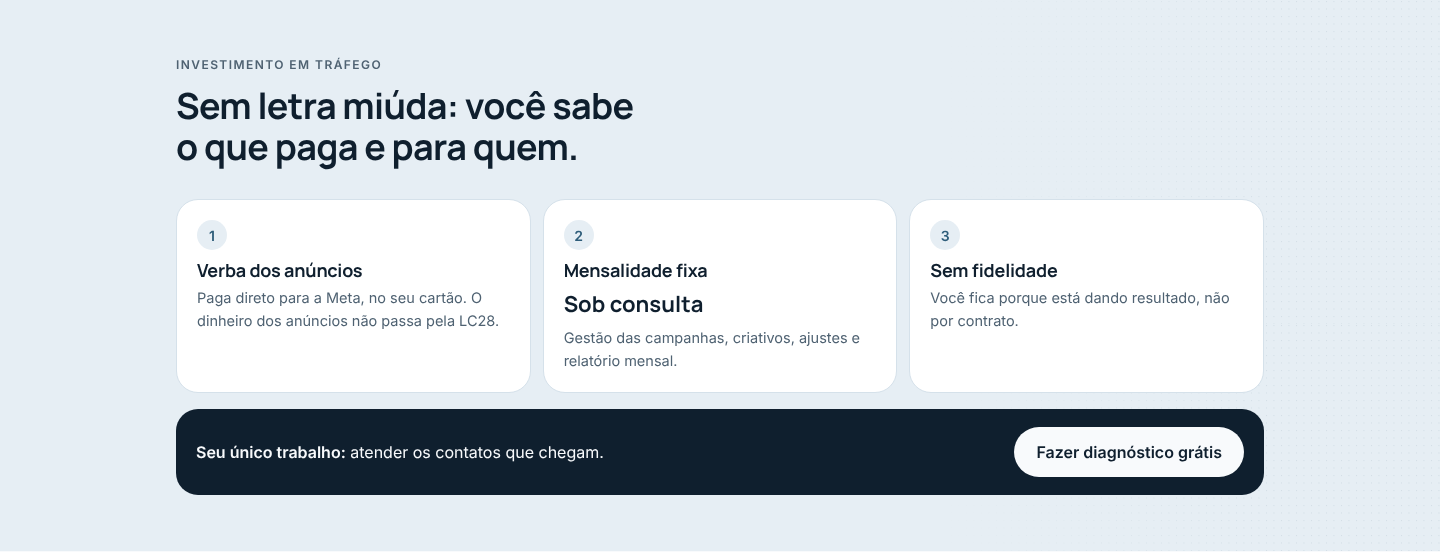 INVESTIMENTO EM TRÁFEGO
Sem letra miúda: você sabe
o que paga e para quem.
1
Verba dos anúncios
Paga direto para a Meta, no seu cartão. O
dinheiro dos anúncios não passa pela LC28.
2
Mensalidade fixa
Sob consulta
Gestão das campanhas, criativos, ajustes e
relatório mensal.
3
Sem fidelidade
Você fica porque está dando resultado, não
por contrato.
Seu único trabalho: atender os contatos que chegam.
Fazer diagnóstico grátis